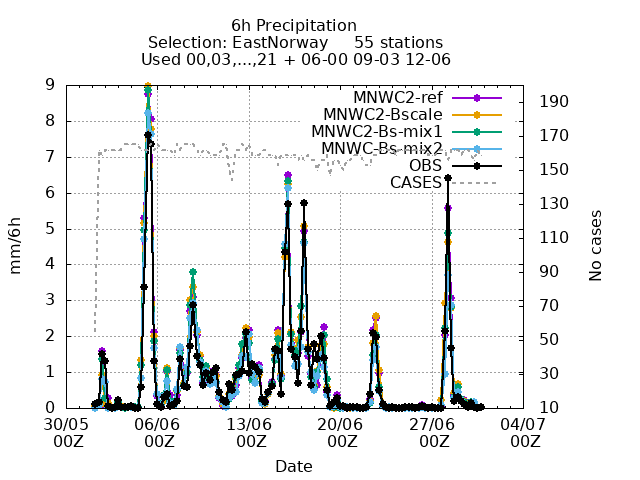 6h Precipitation
Selection: EastNorway 55 stations
Used 00,03,...,21 + 06-00 09-03 12-06
MNWC2-ref
MNWC2-Bscale
MNWC2-Bs-mix1
MNWC-Bs-mix2
OBS
CASES
mm/6h
9
8
7
6
5
4
3
2
1
0
No cases
190
170
150
130
110
90
70
50
30
10
30/05 06/06 13/06 20/06 27/06 04/07
00Z 00Z 00Z 00Z 00Z 00Z
Date